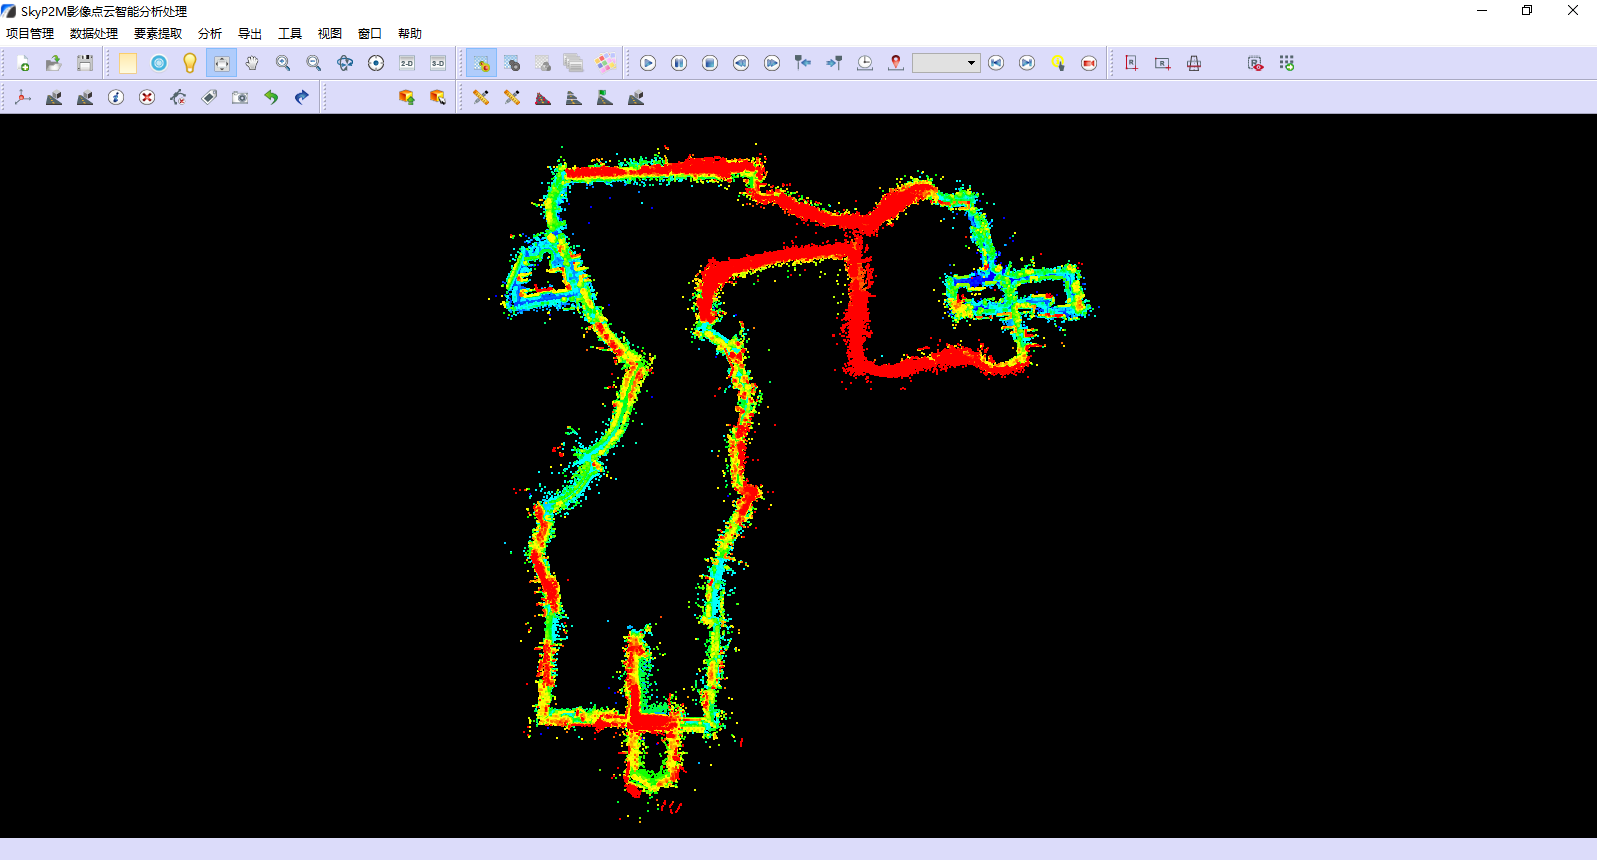 SkyP2M影像点云智能分析处理
项目管理 数据处理 要素提取 分析 导出 工具 视图 窗口 帮助
2-D 3-D R R R